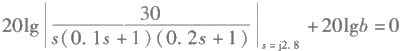 20lg | 30 / s(0.1s+1)(0.2s+1) |_{s=j2.8} + 20lgb = 0